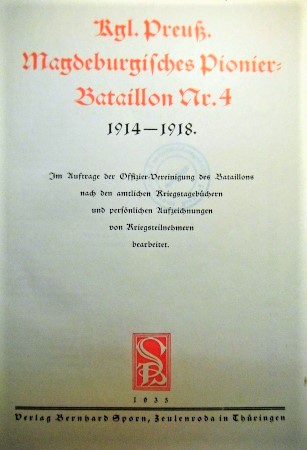 Kgl. Preuß.
Magdeburgisches Pionier-
Bataillon Nr. 4
1914—1918.
Im Auftrage der Offizier-Vereinigung des Bataillons
nach den amtlichen Kriegstagebüchern
und persönlichen Aufzeichnungen
von Kriegsteilnehmern
bearbeitet.
1935
Verlag Bernhard Sporn, Zeulenroda in Thüringen